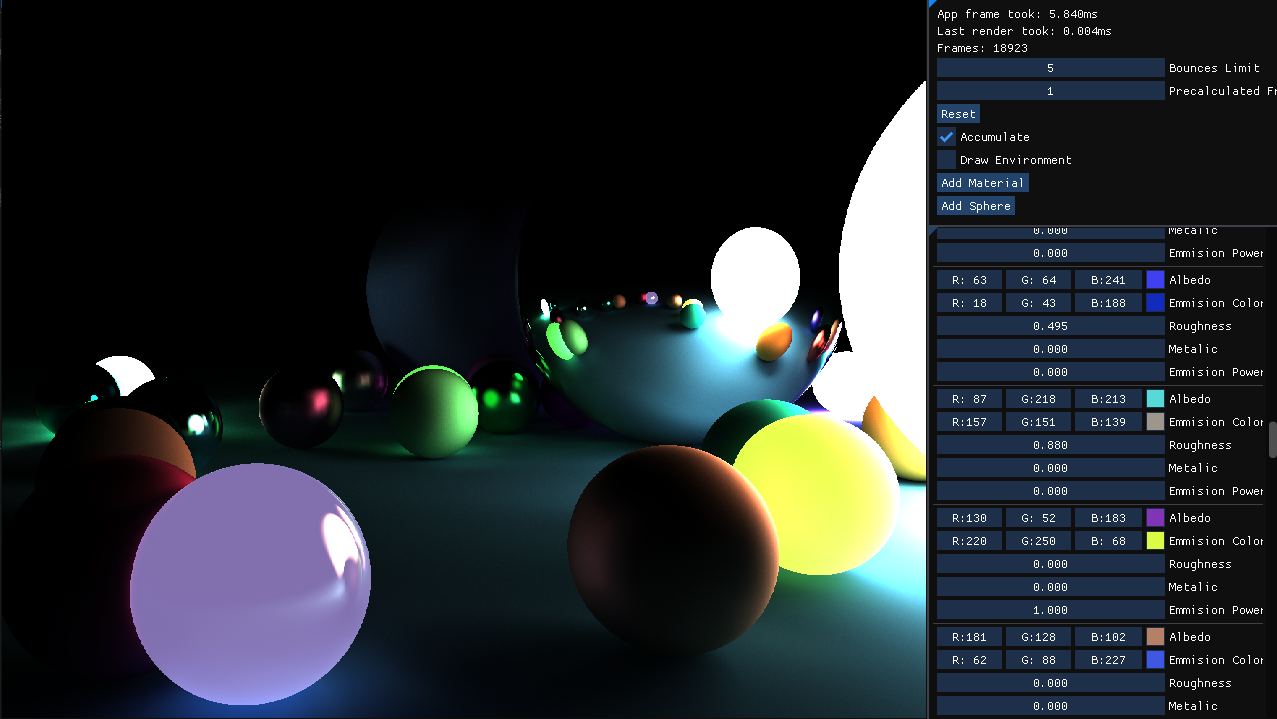 App frame took: 5.840ms
Last render took: 0.004ms
Frames: 18923
5 Bounces Limit
1 Precalculated Fr
Reset
Accumulate
Draw Environment
Add Material
Add Sphere
0.000 Metalic
0.000 Emmision Power
R: 63 G: 64 B:241 Albedo
R: 18 G: 43 B:188 Emmision Color
0.495 Roughness
0.000 Metalic
0.000 Emmision Power
R: 87 G:218 B:213 Albedo
R:157 G:151 B:139 Emmision Color
0.880 Roughness
0.000 Metalic
0.000 Emmision Power
R:130 G: 52 B:183 Albedo
R:220 G:250 B: 68 Emmision Color
0.000 Roughness
0.000 Metalic
1.000 Emmision Power
R:181 G:128 B:102 Albedo
R: 62 G: 88 B:227 Emmision Color
0.000 Roughness
0.000 Metalic